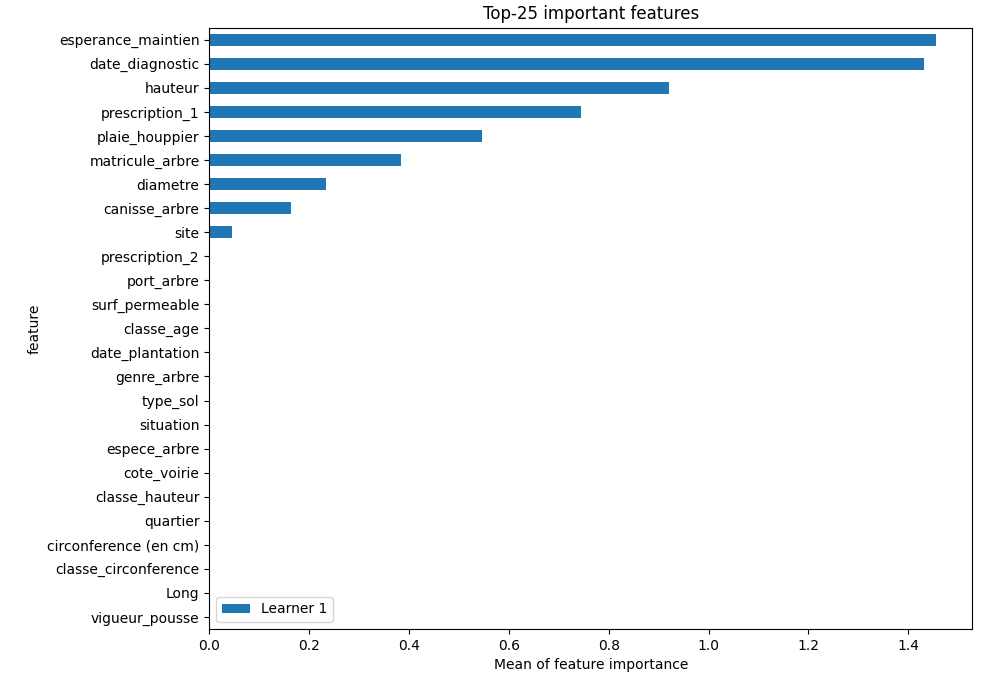 Top-25 important features
esperance_maintien
date_diagnostic
hauteur
prescription_1
plaie_houppier
matricule_arbre
diametre
canisse_arbre
site
prescription_2
port_arbre
surf_permeable
classe_age
date_plantation
genre_arbre
type_sol
situation
espece_arbre
cote_voirie
classe_hauteur
quartier
circonference (en cm)
classe_circonference
Long
vigueur_pousse
feature
Learner 1
0.0 0.2 0.4 0.6 0.8 1.0 1.2 1.4
Mean of feature importance